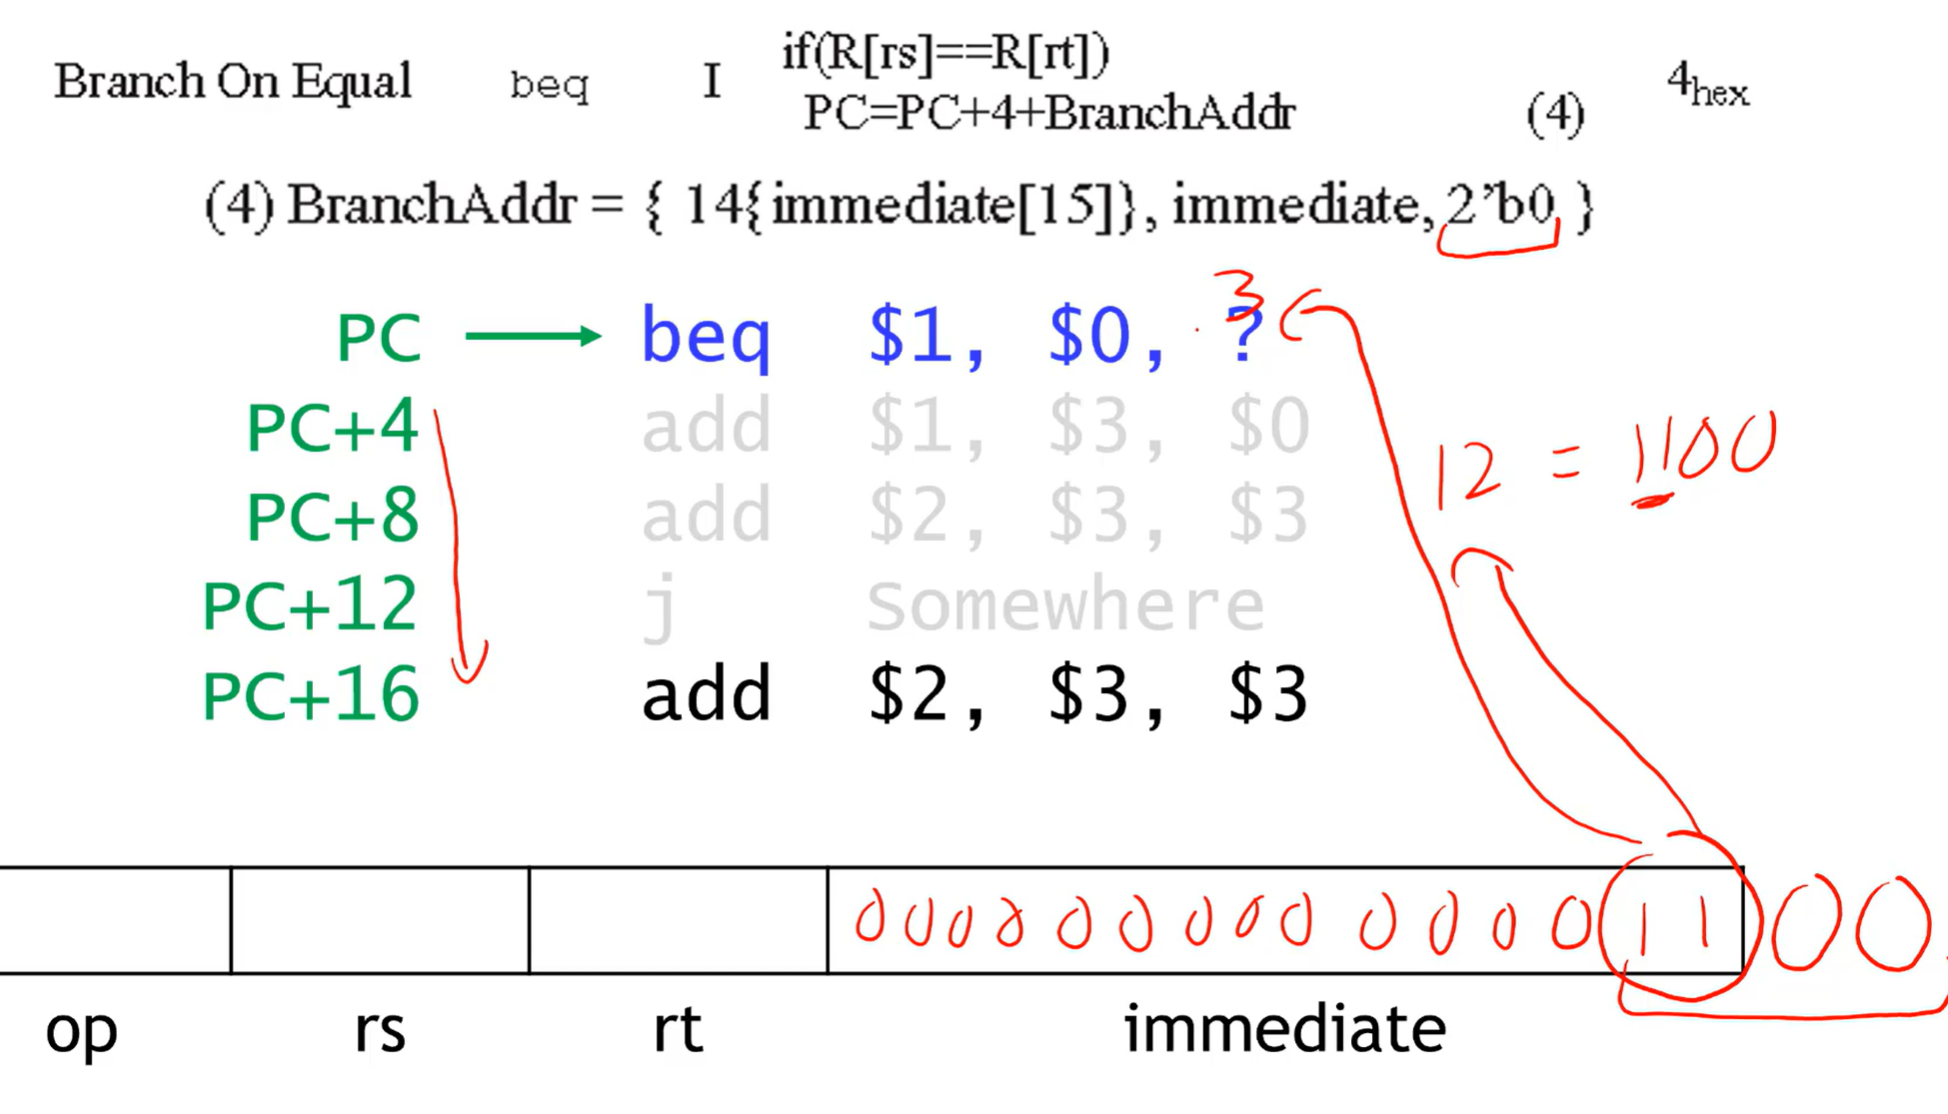 Branch On Equal beq I if(R[rs]==R[rt])
PC=PC+4+BranchAddr (4) 4hex
(4) BranchAddr = { 14{immediate[15]}, immediate, 2’b0 }
3
PC beq $1, $0, ?
PC+4 add $1, $3, $0
12 = 1100
PC+8 add $2, $3, $3
PC+12 j Somewhere
PC+16 add $2, $3, $3
0 0 0 0 0 0 0 0 0 0 0 0 0 1 1 0 0
op rs rt immediate